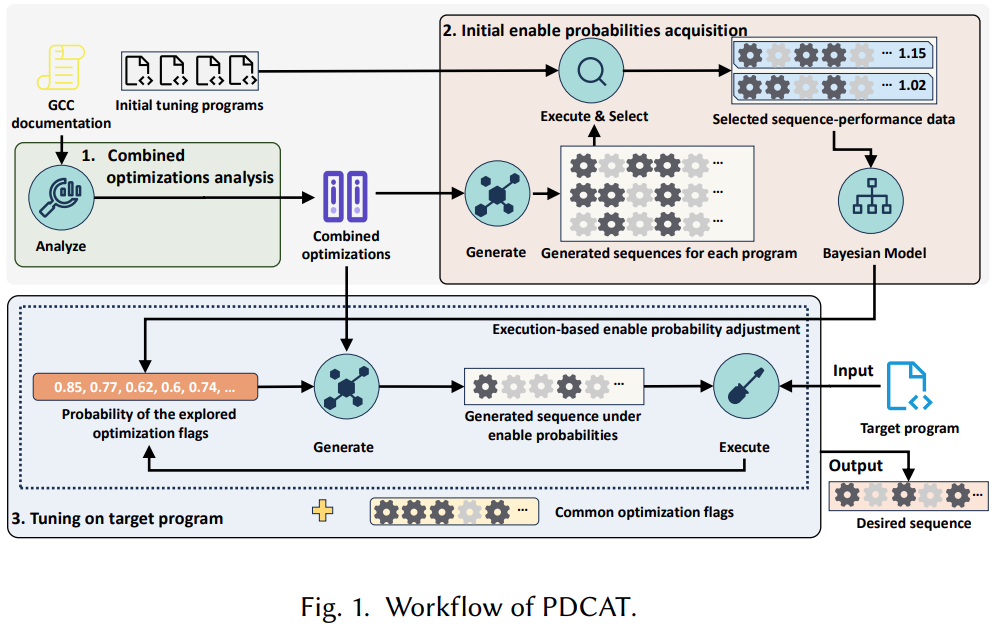 GCC
documentation
Initial tuning programs
1. Combined
optimizations analysis
Analyze
Combined
optimizations
2. Initial enable probabilities acquisition
Execute & Select
··· 1.15
··· 1.02
Selected sequence-performance data
Generate
···
···
···
Generated sequences for each program
Bayesian Model
Execution-based enable probability adjustment
0.85, 0.77, 0.62, 0.6, 0.74, ...
Probability of the explored
optimization flags
Generate
···
Generated sequence under
enable probabilities
Execute
Input
Target program
Output
···
Desired sequence
3. Tuning on target program
···
Common optimization flags
Fig. 1. Workflow of PDCAT.